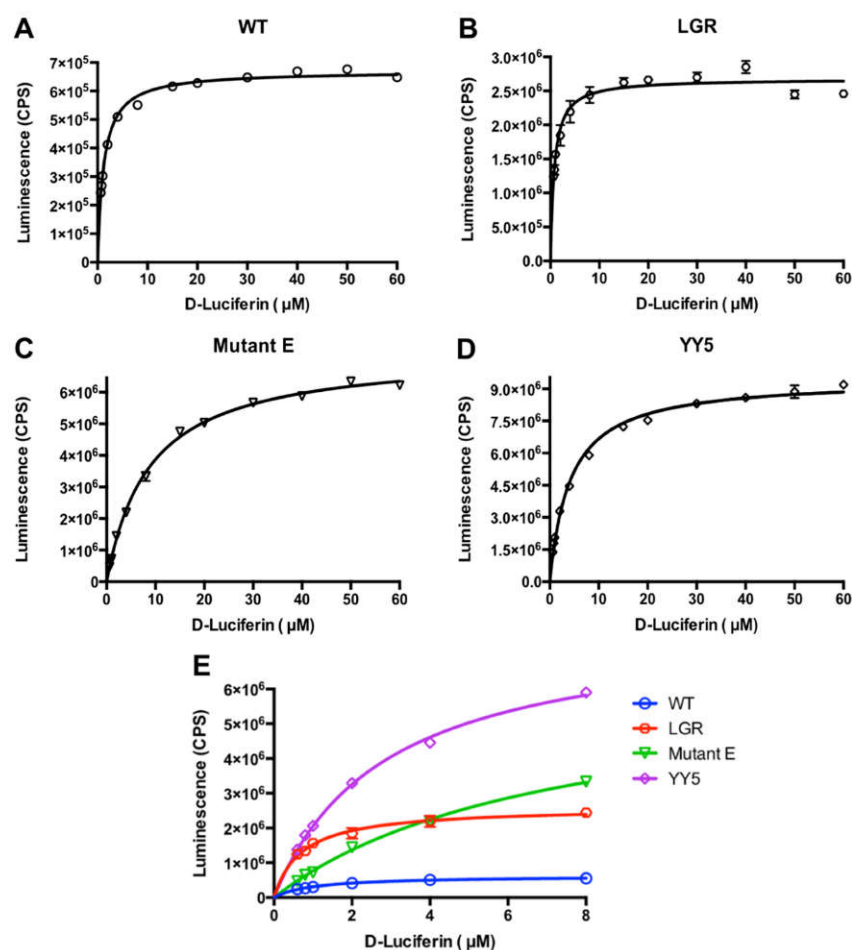 A
WT
Luminescence (CPS)
7×10⁵
6×10⁵
5×10⁵
4×10⁵
3×10⁵
2×10⁵
1×10⁵
0
0 10 20 30 40 50 60
D-Luciferin ( µM)
B
LGR
Luminescence (CPS)
3.0×10⁶
2.5×10⁶
2.0×10⁶
1.5×10⁶
1.0×10⁶
5.0×10⁵
0.0
0 10 20 30 40 50 60
D-Luciferin ( µM)
C
Mutant E
Luminescence (CPS)
6×10⁶
5×10⁶
4×10⁶
3×10⁶
2×10⁶
1×10⁶
0
0 10 20 30 40 50 60
D-Luciferin ( µM)
D
YY5
Luminescence (CPS)
9.0×10⁶
7.5×10⁶
6.0×10⁶
4.5×10⁶
3.0×10⁶
1.5×10⁶
0.0
0 10 20 30 40 50 60
D-Luciferin ( µM)
E
Luminescence (CPS)
6×10⁶
5×10⁶
4×10⁶
3×10⁶
2×10⁶
1×10⁶
0
0 2 4 6 8
D-Luciferin ( µM)
WT
LGR
Mutant E
YY5